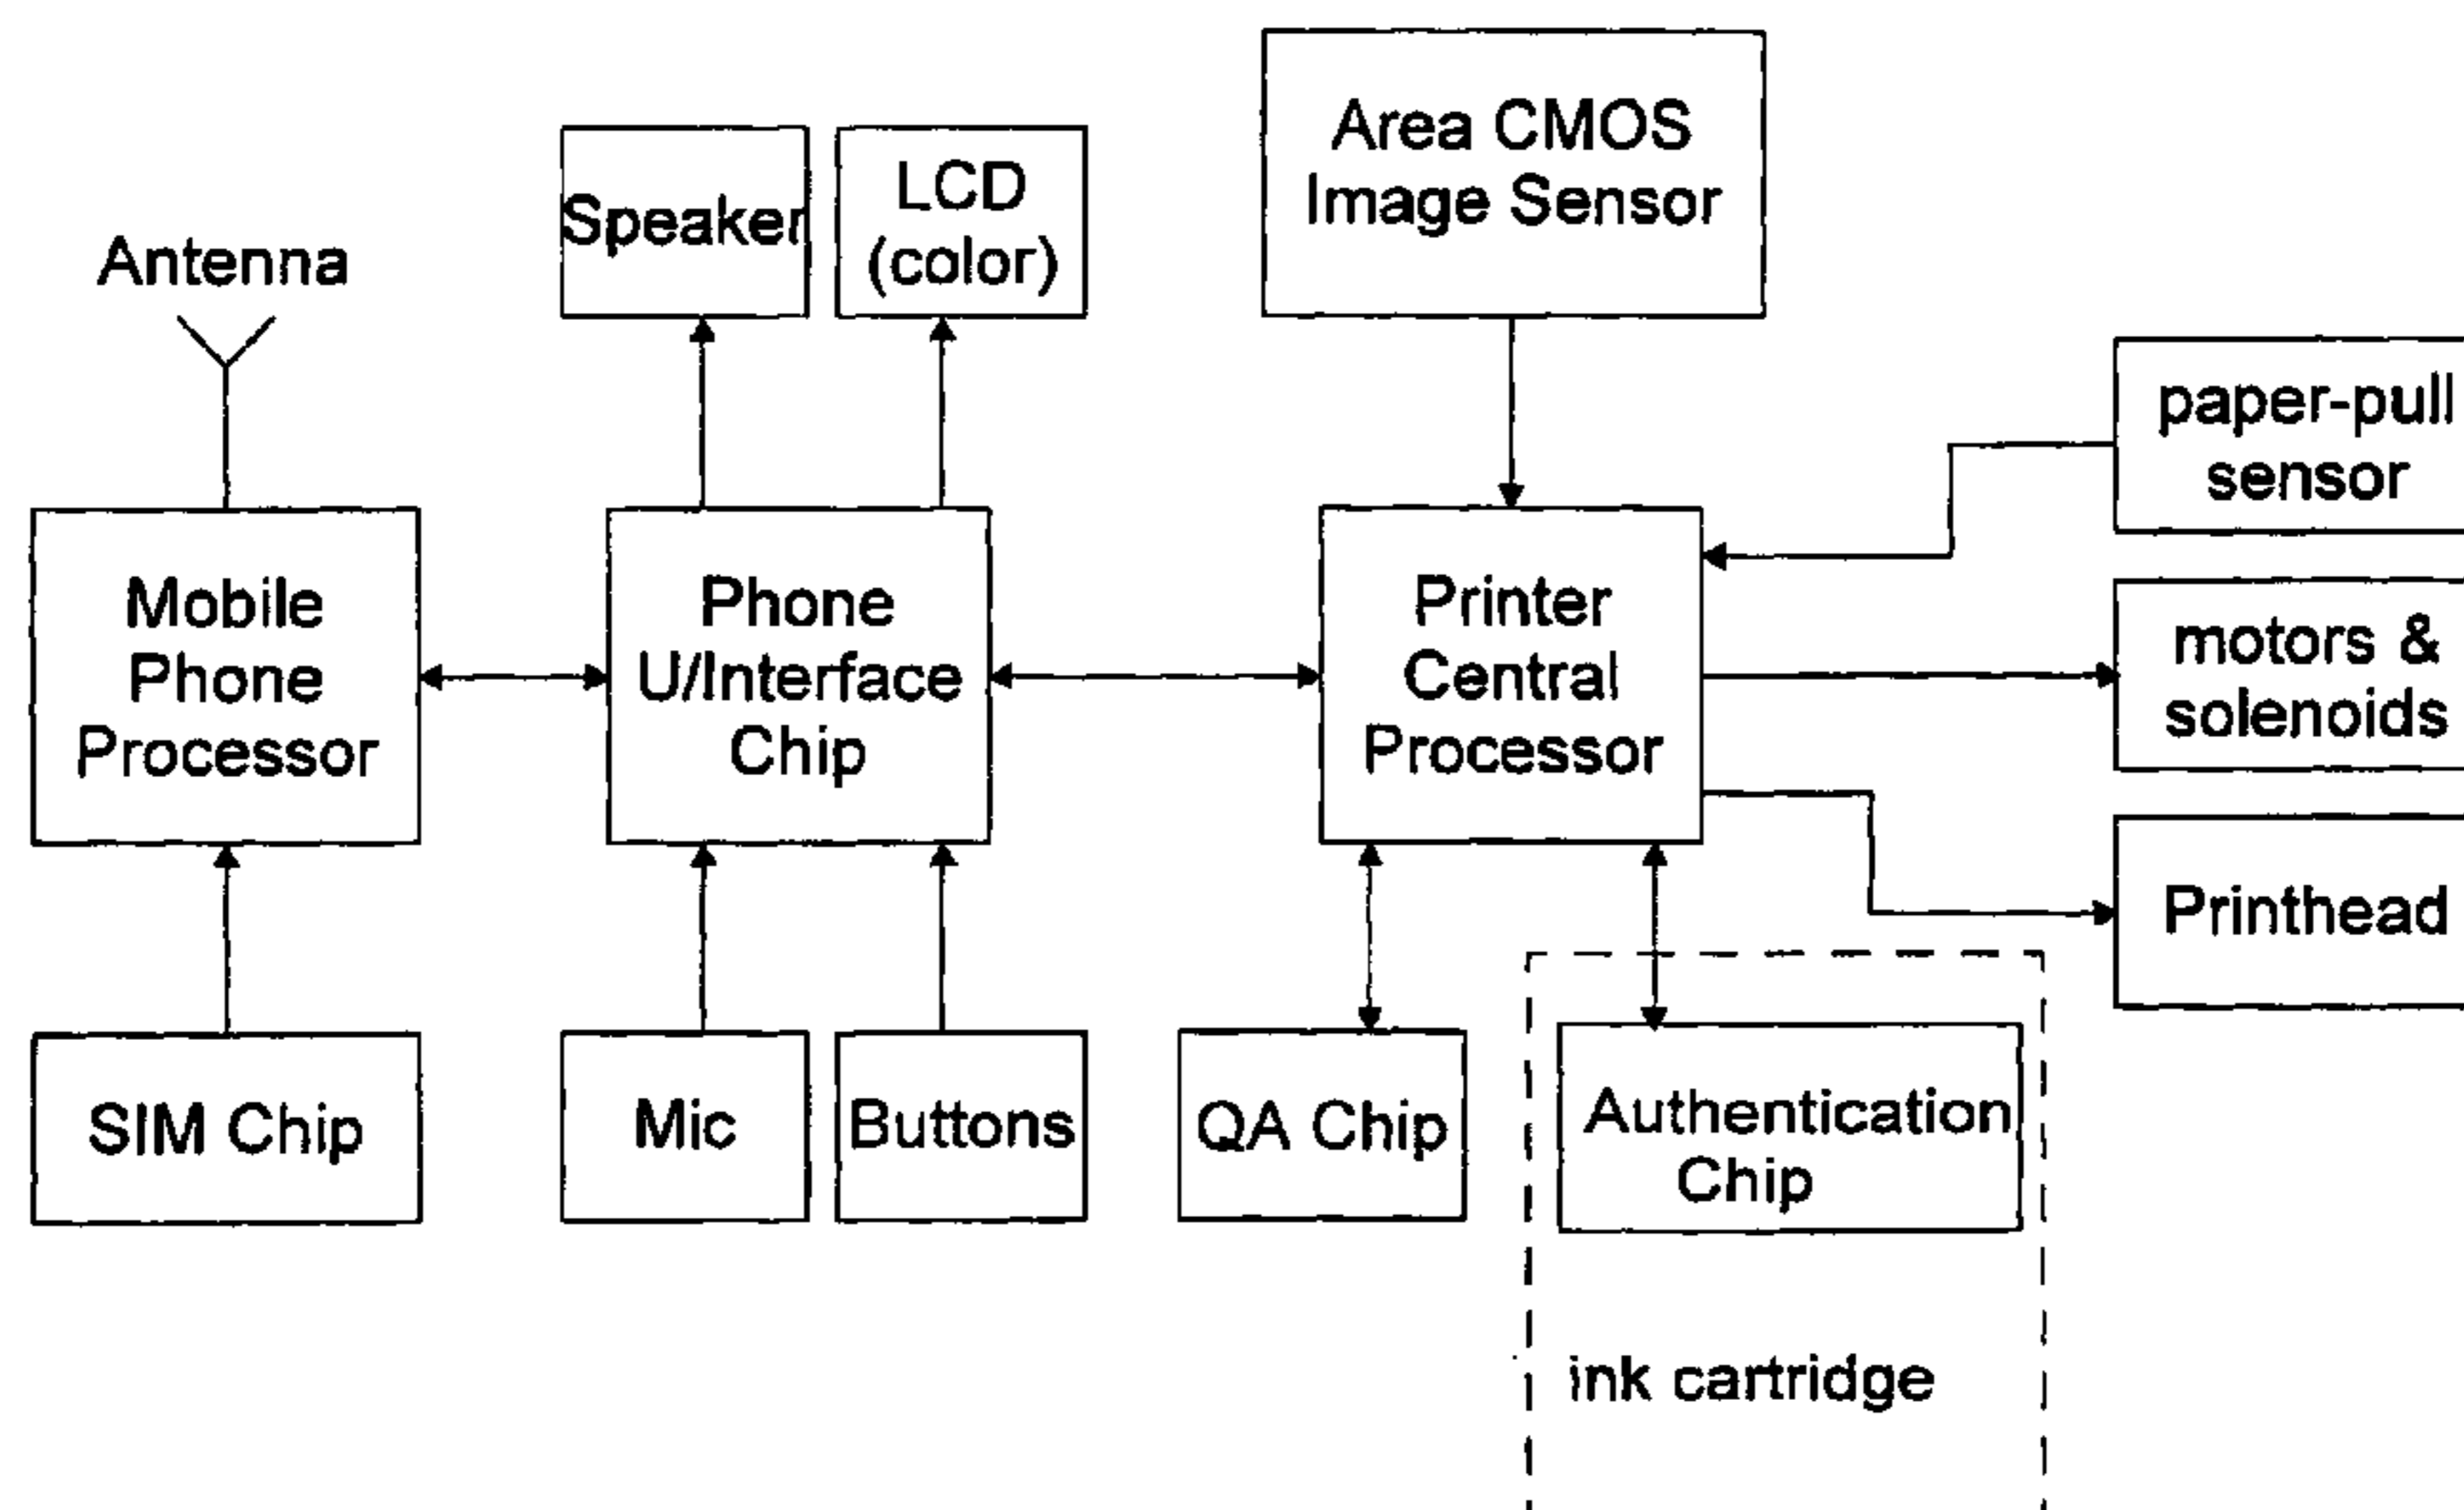 Area CMOS
Image Sensor
Speaker
LCD
(color)
Antenna
paper-pull
sensor
Mobile
Phone
Processor
Phone
U/Interface
Chip
Printer
Central
Processor
motors &
solenoids
Printhead
SIM Chip
Mic
Buttons
QA Chip
Authentication
Chip
ink cartridge